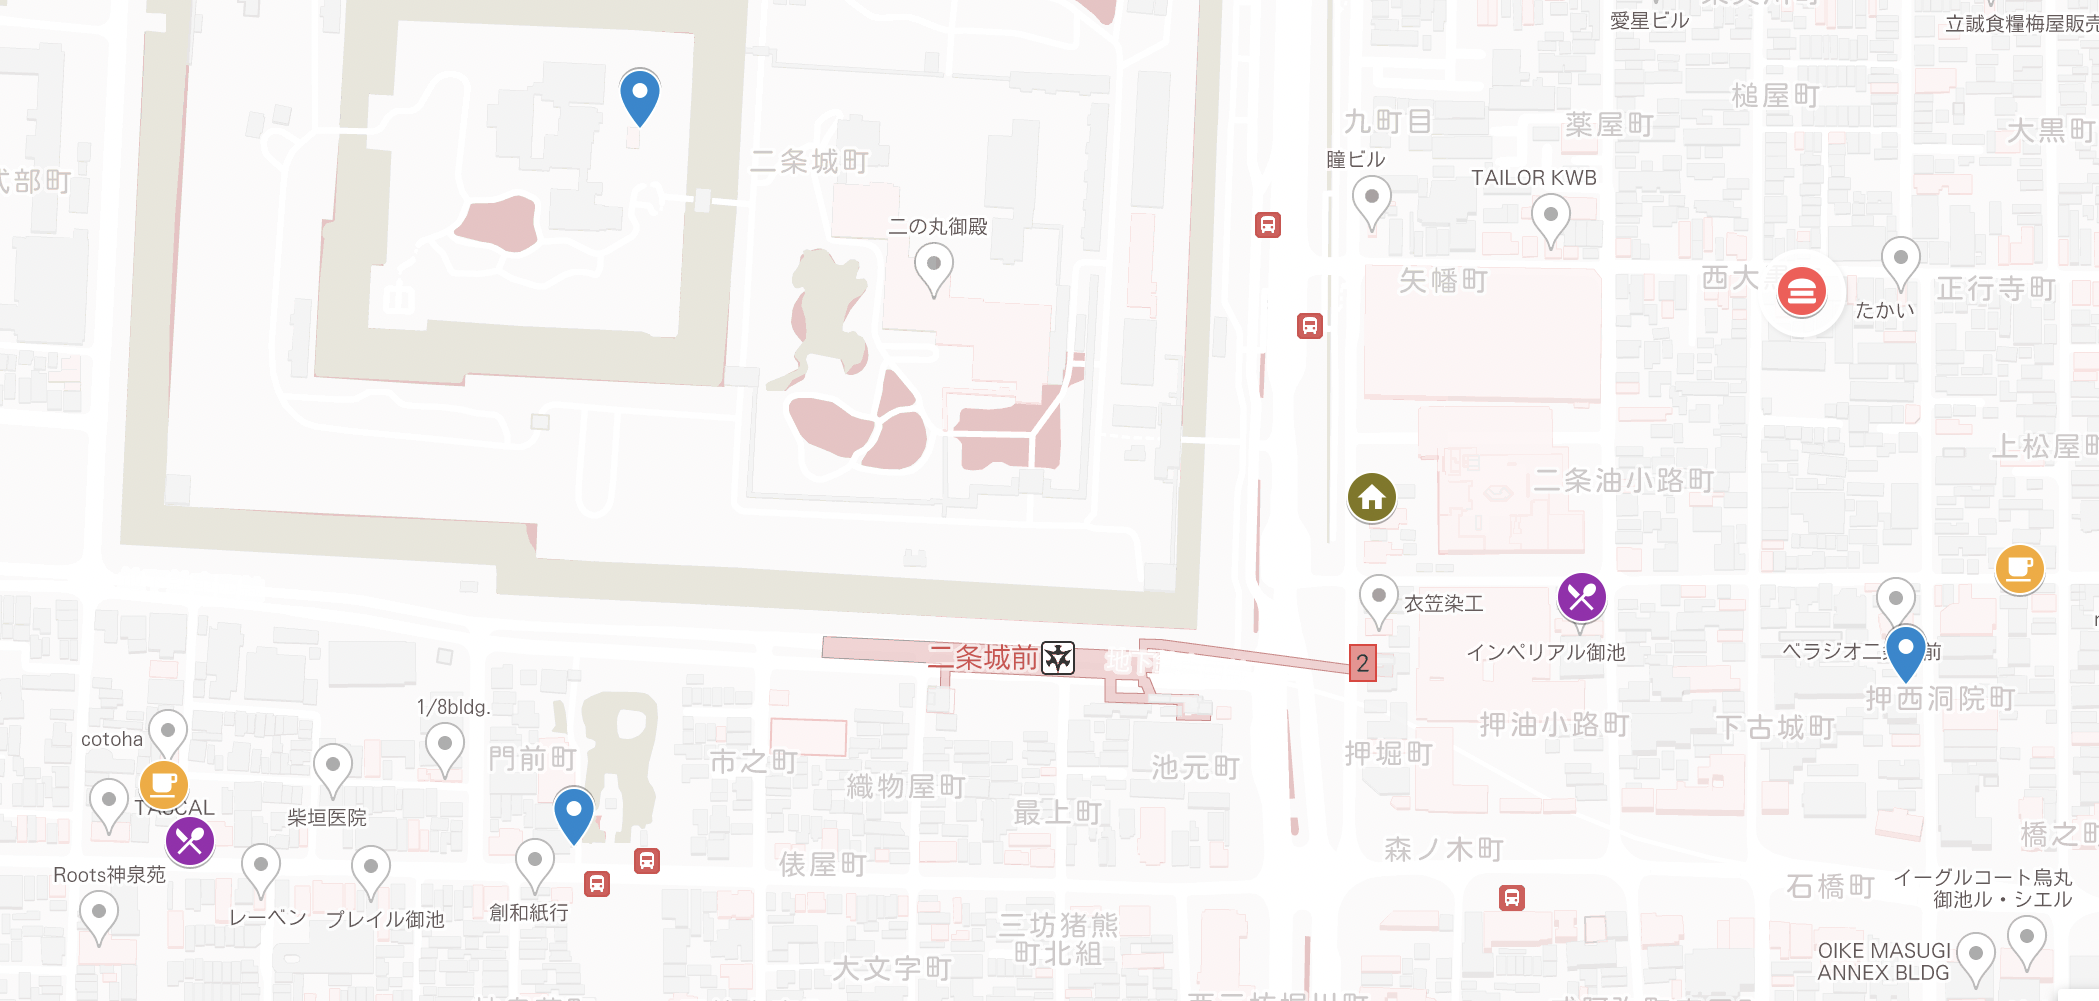 愛星ビル
立誠食糧梅屋販売
槌屋町
九町目
薬屋町
大黒町
二条城町
瞳ビル
TAILOR KWB
式部町
二の丸御殿
矢幡町
西大
たかい
正行寺町
上松屋町
二条油小路町
衣笠染工
インペリアル御池
二条城前
地下
2
ベラジオ二
前
押西洞院町
1/8bldg.
cotoha
門前町
市之町
織物屋町
池元町
押堀町
押油小路町
下古城町
TASCAL
柴垣医院
最上町
橋之町
俵屋町
森ノ木町
石橋町
Roots神泉苑
レーベン
プレイル御池
創和紙行
イーグルコート烏丸
御池ル・シエル
三坊猪熊
町北組
大文字町
OIKE MASUGI
ANNEX BLDG